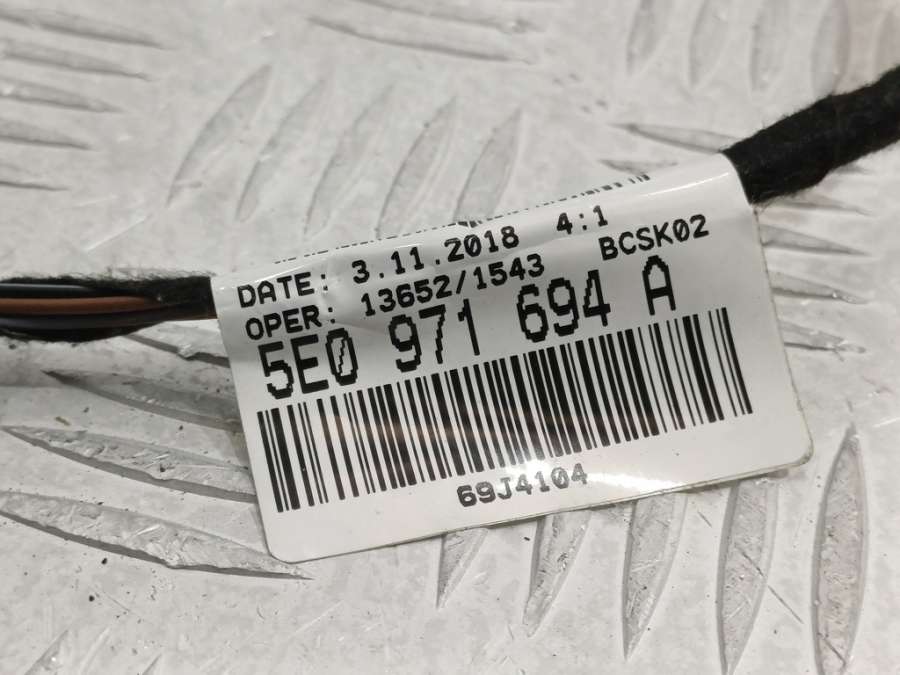 DATE: 3.11.2018 4:1
OPER: 13652/1543 BCSK02
5E0 971 694 A
69J4104